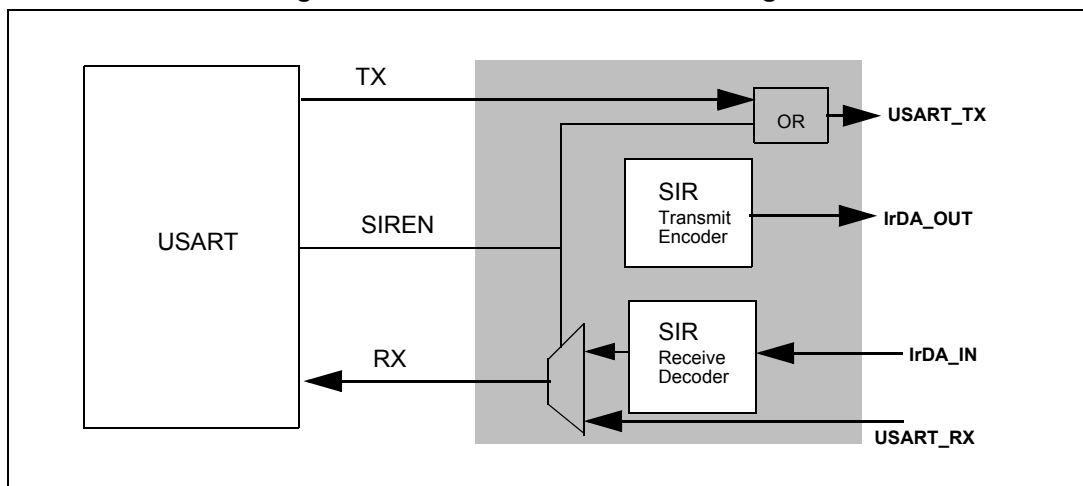 TX
OR
USART_TX
SIR
Transmit
Encoder
IrDA_OUT
USART
SIREN
SIR
Receive
Decoder
IrDA_IN
RX
USART_RX